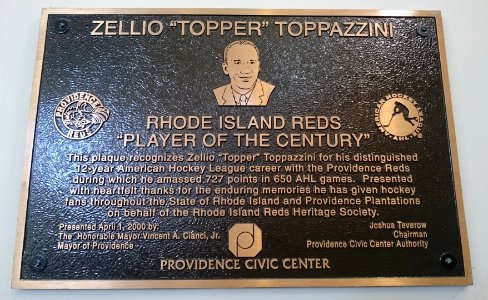 ZELLIO "TOPPER" TOPPAZZINI
PROVIDENCE
REDS
RHODE ISLAND REDS
"PLAYER OF THE CENTURY"
This plaque recognizes Zellio "Topper" Toppazzini for his distinguished
12-year American Hockey League career with the Providence Reds
during which he amassed 727 points in 650 AHL games. Presented
with heartfelt thanks for the enduring memories he has given hockey
fans throughout the State of Rhode Island and Providence Plantations
on behalf of the Rhode Island Reds Heritage Society.
Presented April 1, 2000 by:
The Honorable Mayor Vincent A. Cianci, Jr.
Mayor of Providence
Joshua Teverow
Chairman
Providence Civic Center Authority
PROVIDENCE CIVIC CENTER